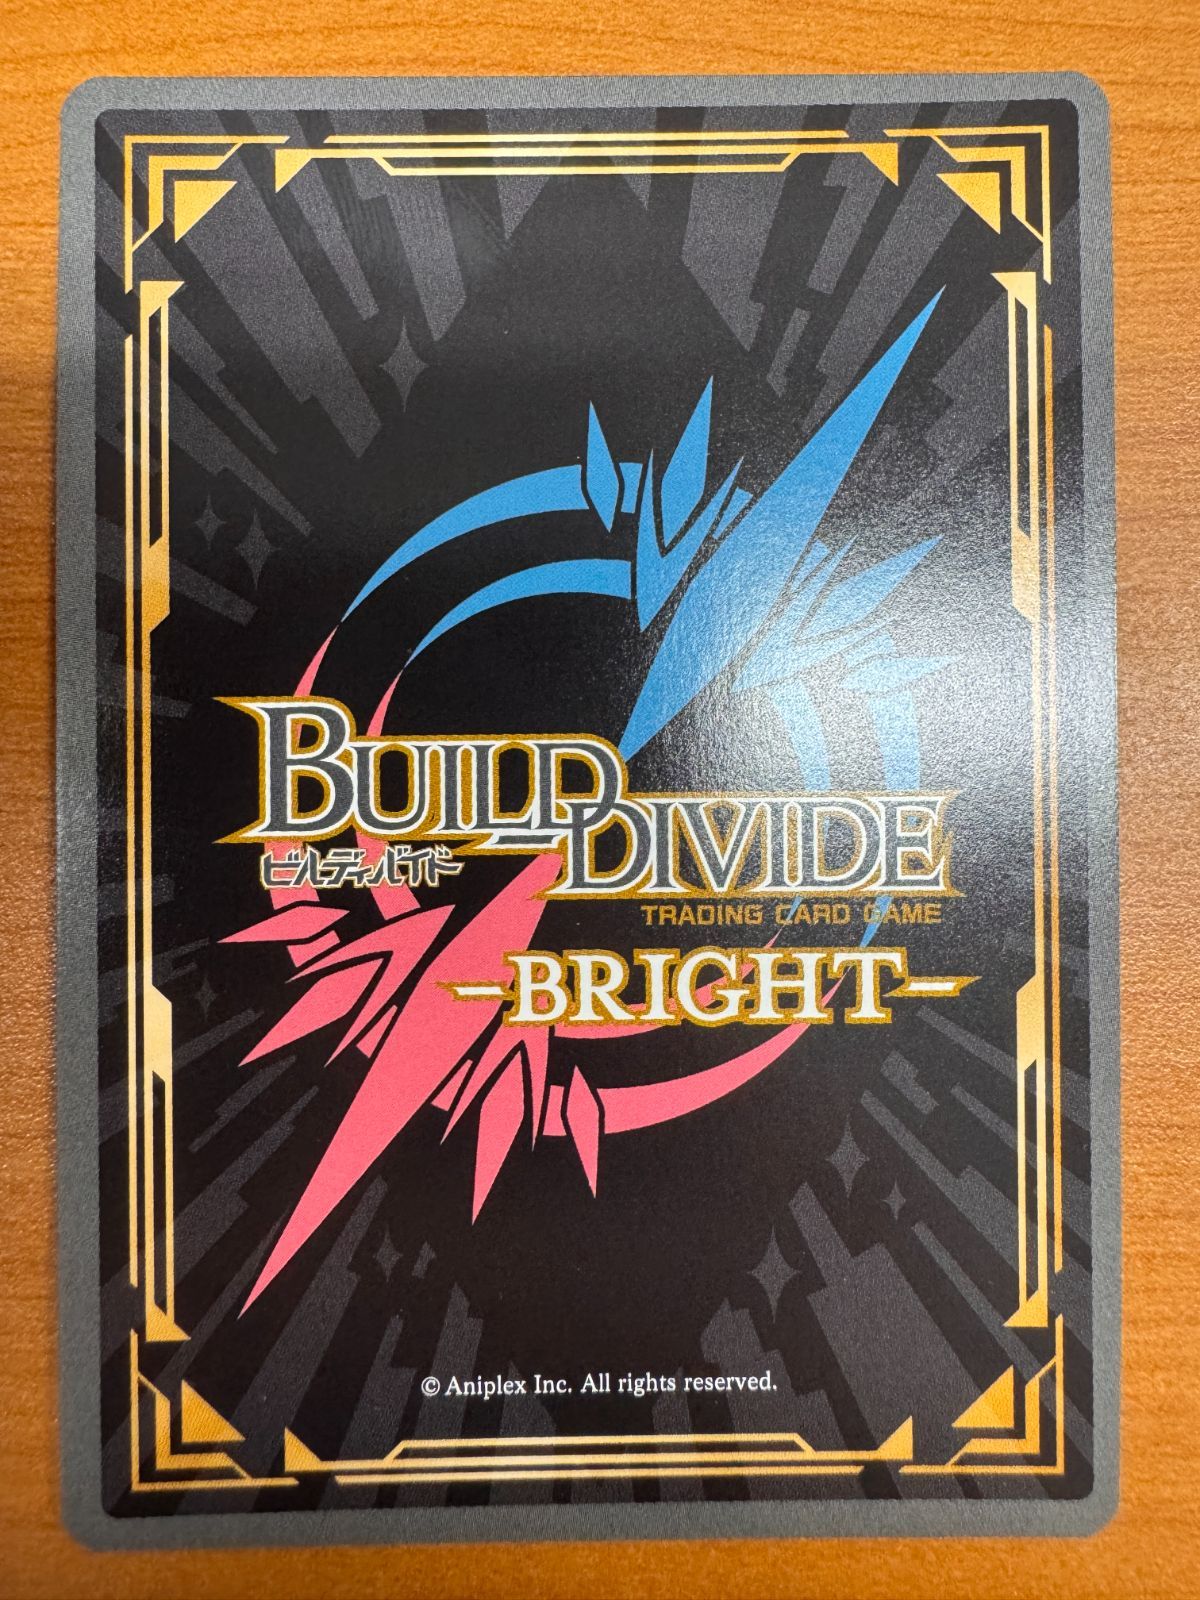 BUILD-DIVIDE
ビルディバイド
TRADING CARD GAME
-BRIGHT-
© Aniplex Inc. All rights reserved.